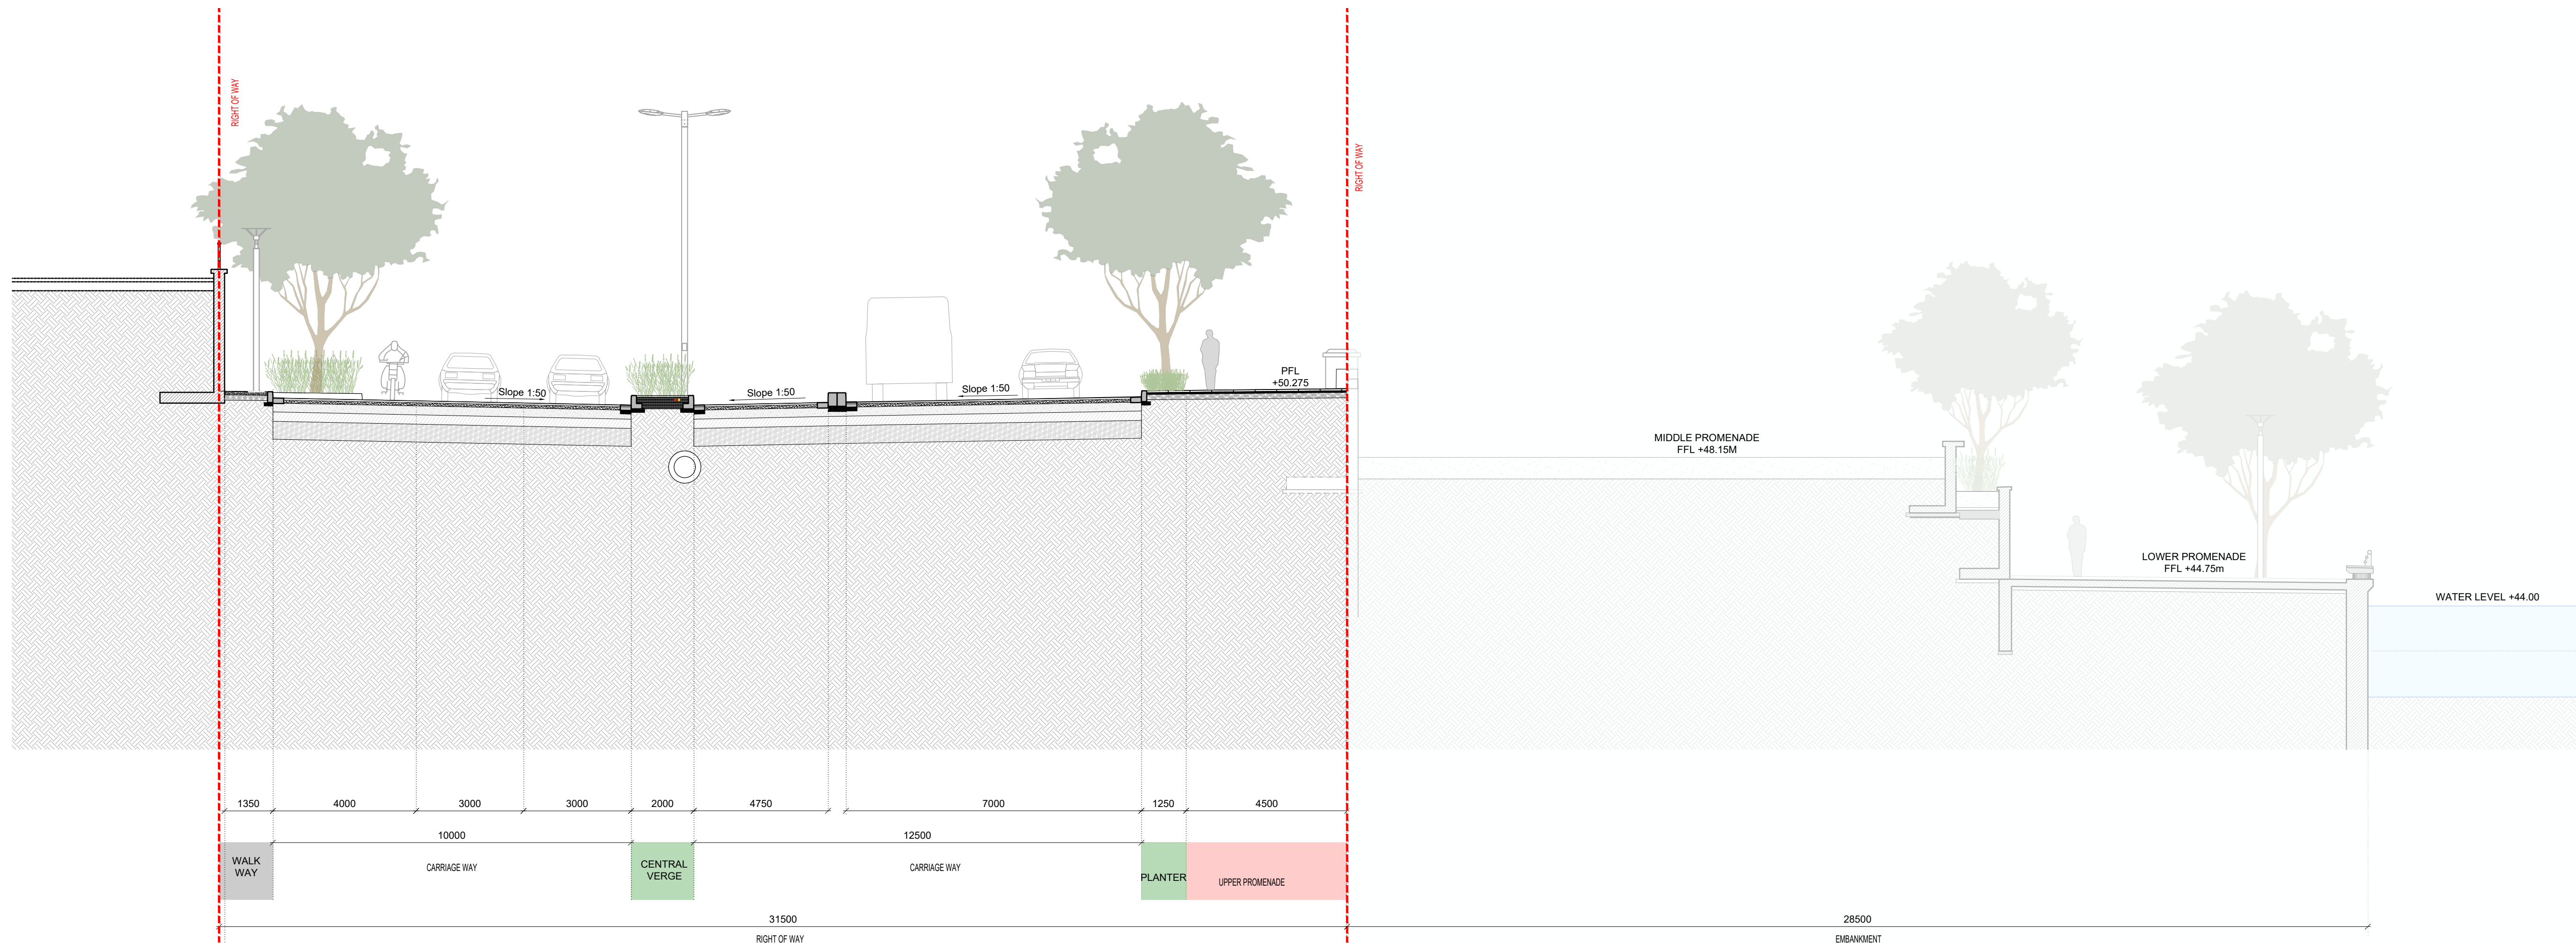 RIGHT OF WAY
RIGHT OF WAY
Slope 1:50
Slope 1:50
Slope 1:50
PFL
+50.275
MIDDLE PROMENADE
FFL +48.15M
LOWER PROMENADE
FFL +44.75m
WATER LEVEL +44.00
1350
4000
3000
3000
2000
4750
7000
1250
4500
10000
12500
WALK
WAY
CARRIAGE WAY
CENTRAL
VERGE
CARRIAGE WAY
PLANTER
UPPER PROMENADE
31500
28500
RIGHT OF WAY
EMBANKMENT